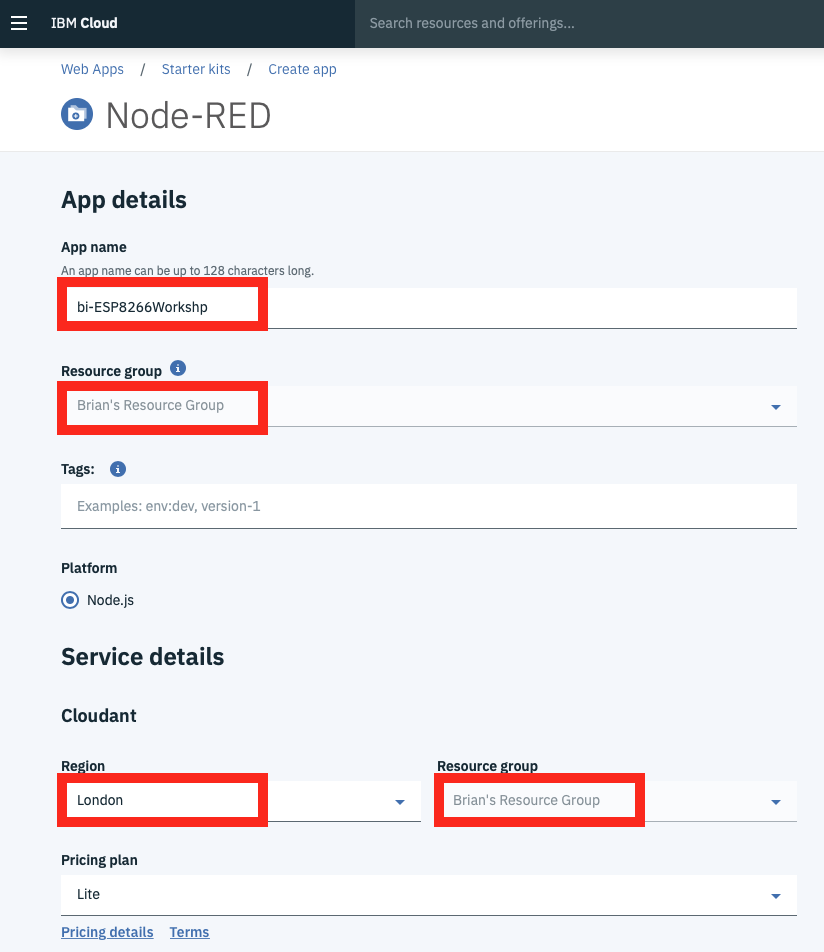 IBM Cloud
Search resources and offerings...
Web Apps / Starter kits / Create app
Node-RED
App details
App name
An app name can be up to 128 characters long.
bi-ESP8266Workshp
Resource group
Brian's Resource Group
Tags:
Examples: env:dev, version-1
Platform
Node.js
Service details
Cloudant
Region
London
Resource group
Brian's Resource Group
Pricing plan
Lite
Pricing details Terms